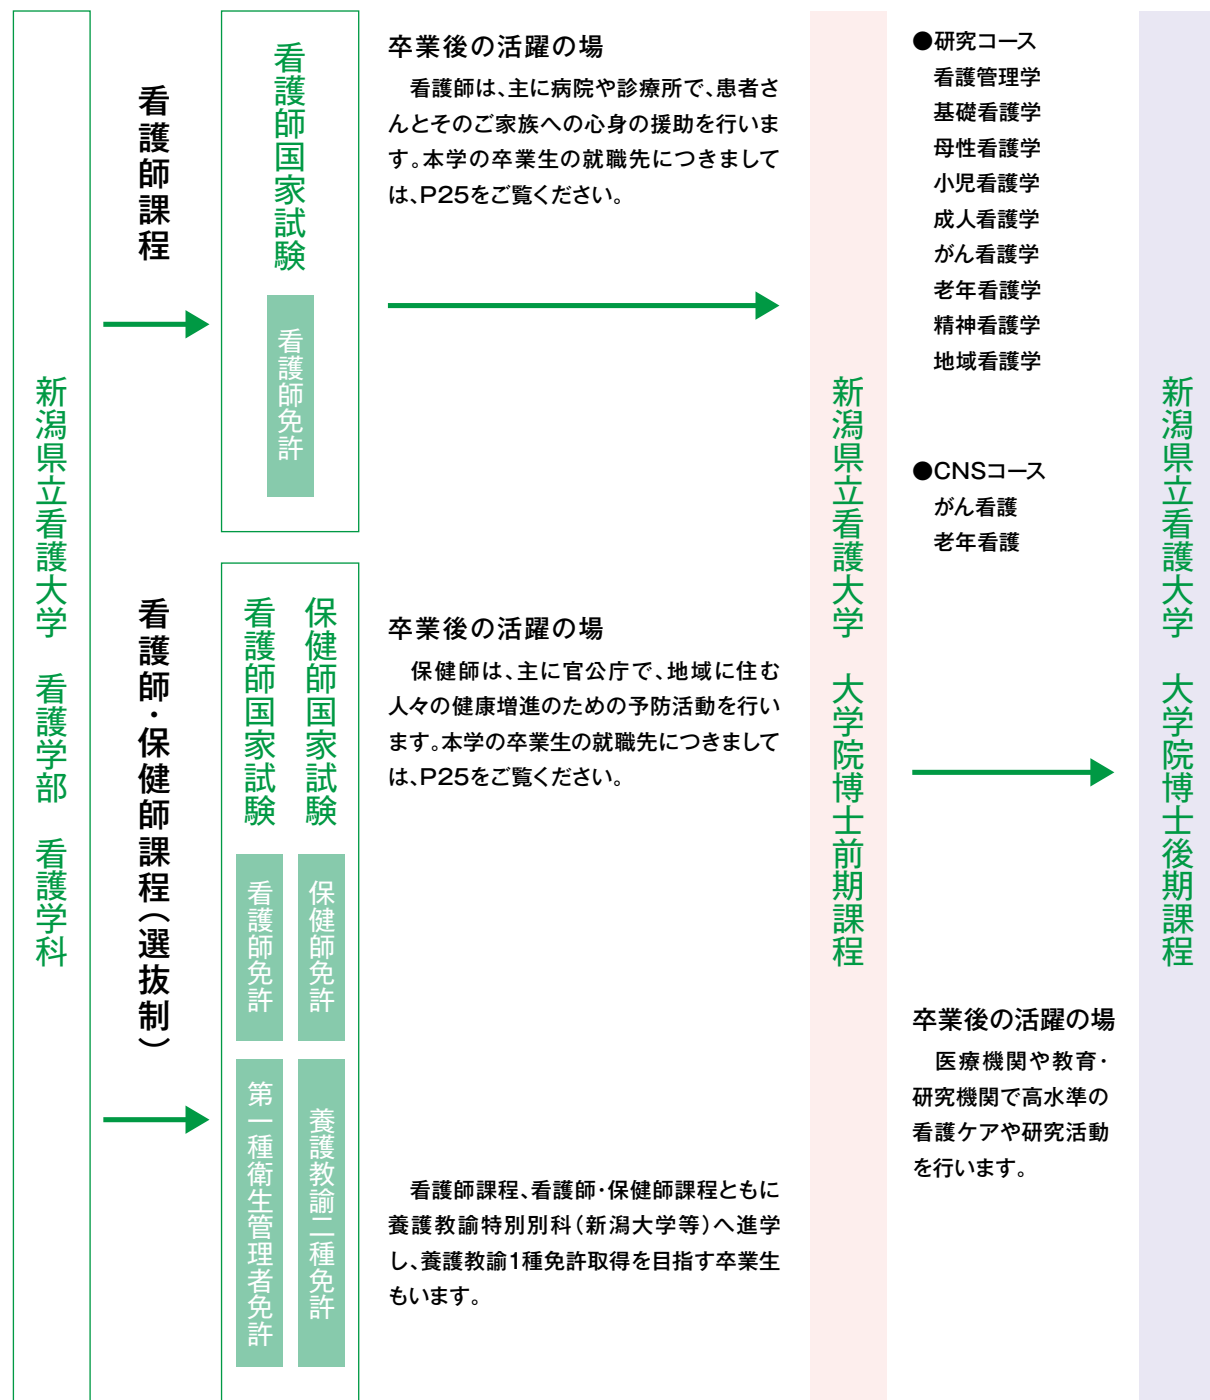 新潟県立看護大学　看護学部　看護学科
看護師課程
看護師国家試験
看護師免許
卒業後の活躍の場
看護師は、主に病院や診療所で、患者さ
んとそのご家族への心身の援助を行いま
す。本学の卒業生の就職先につきまして
は、P25をご覧ください。
看護師・保健師課程（選抜制）
保健師国家試験
看護師国家試験
保健師免許
看護師免許
養護教諭二種免許
第一種衛生管理者免許
卒業後の活躍の場
保健師は、主に官公庁で、地域に住む
人々の健康増進のための予防活動を行い
ます。本学の卒業生の就職先につきまして
は、P25をご覧ください。
看護師課程、看護師・保健師課程ともに
養護教諭特別別科（新潟大学等）へ進学
し、養護教諭1種免許取得を目指す卒業生
もいます。
新潟県立看護大学　大学院博士前期課程
●研究コース
看護管理学
基礎看護学
母性看護学
小児看護学
成人看護学
がん看護学
老年看護学
精神看護学
地域看護学
●CNSコース
がん看護
老年看護
卒業後の活躍の場
医療機関や教育・
研究機関で高水準の
看護ケアや研究活動
を行います。
新潟県立看護大学　大学院博士後期課程